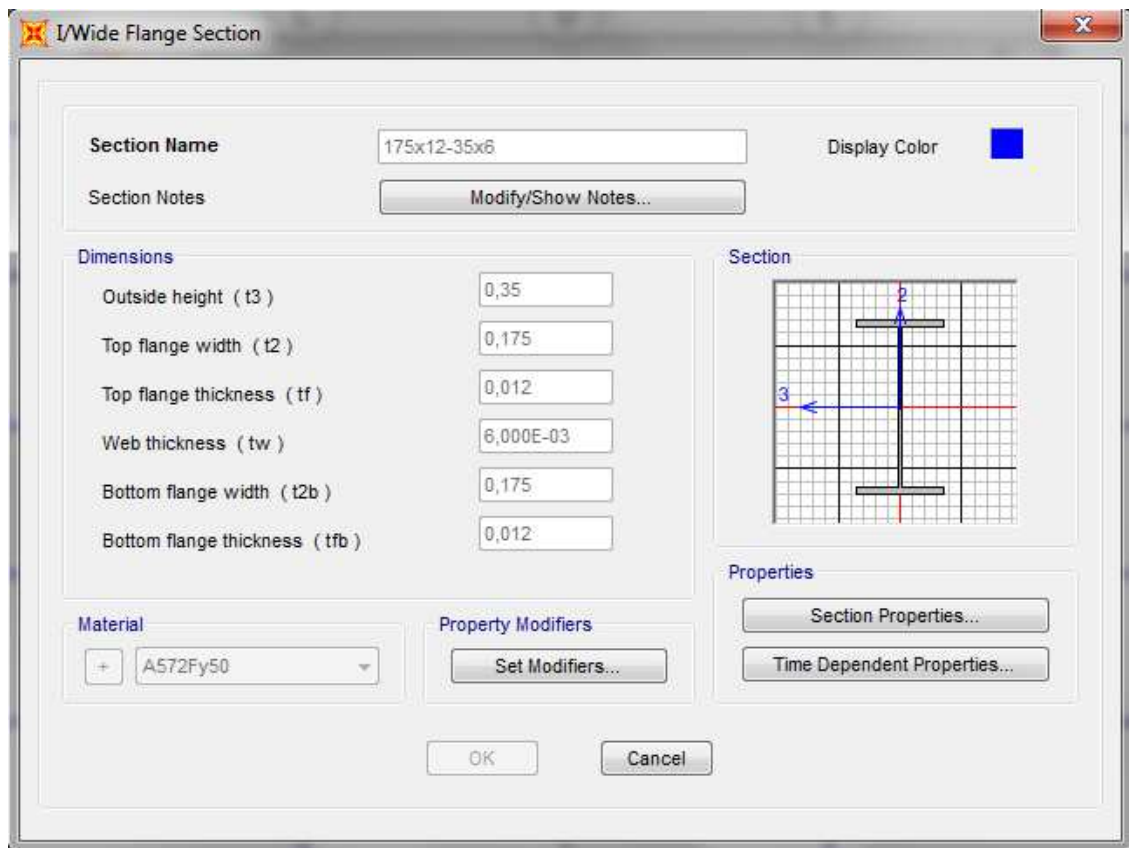 I/Wide Flange Section
Section Name 175x12-35x6 Display Color
Section Notes Modify/Show Notes...
Dimensions
Outside height ( t3 ) 0,35
Top flange width ( t2 ) 0,175
Top flange thickness ( tf ) 0,012
Web thickness ( tw ) 6,000E-03
Bottom flange width ( t2b ) 0,175
Bottom flange thickness ( tfb ) 0,012
Section
2
3
Material
+ A572Fy50
Property Modifiers
Set Modifiers...
Properties
Section Properties...
Time Dependent Properties...
OK Cancel